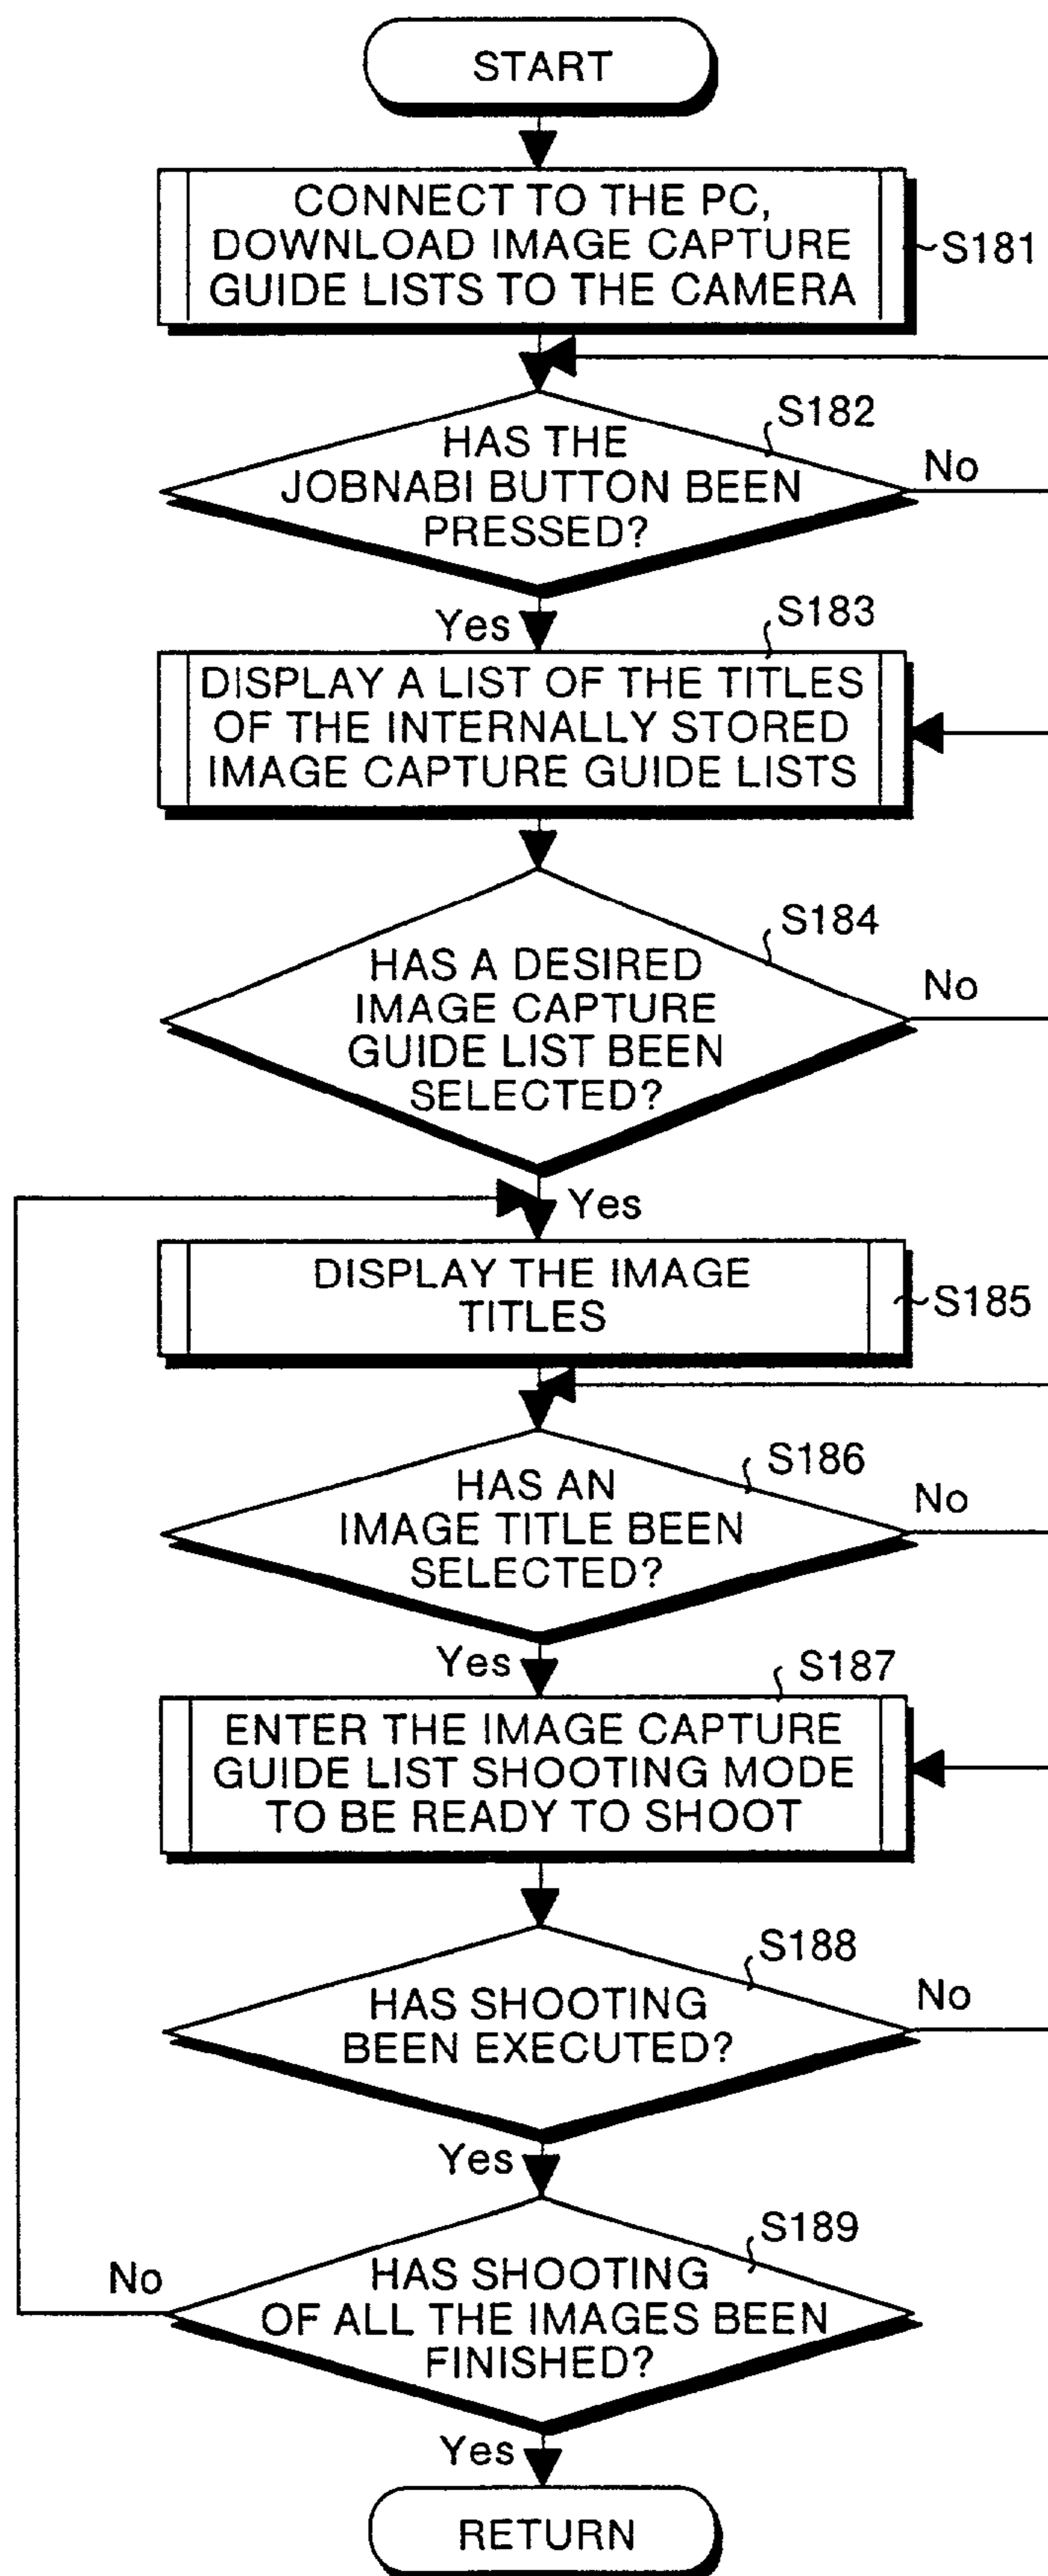 START
CONNECT TO THE PC,
DOWNLOAD IMAGE CAPTURE
GUIDE LISTS TO THE CAMERA
S181
S182
HAS THE
JOBNABI BUTTON BEEN
PRESSED?
No
Yes
S183
DISPLAY A LIST OF THE TITLES
OF THE INTERNALLY STORED
IMAGE CAPTURE GUIDE LISTS
S184
HAS A DESIRED
IMAGE CAPTURE
GUIDE LIST BEEN
SELECTED?
No
Yes
DISPLAY THE IMAGE
TITLES
S185
S186
HAS AN
IMAGE TITLE BEEN
SELECTED?
No
Yes
S187
ENTER THE IMAGE CAPTURE
GUIDE LIST SHOOTING MODE
TO BE READY TO SHOOT
S188
HAS SHOOTING
BEEN EXECUTED?
No
Yes
S189
HAS SHOOTING
OF ALL THE IMAGES BEEN
FINISHED?
No
Yes
RETURN